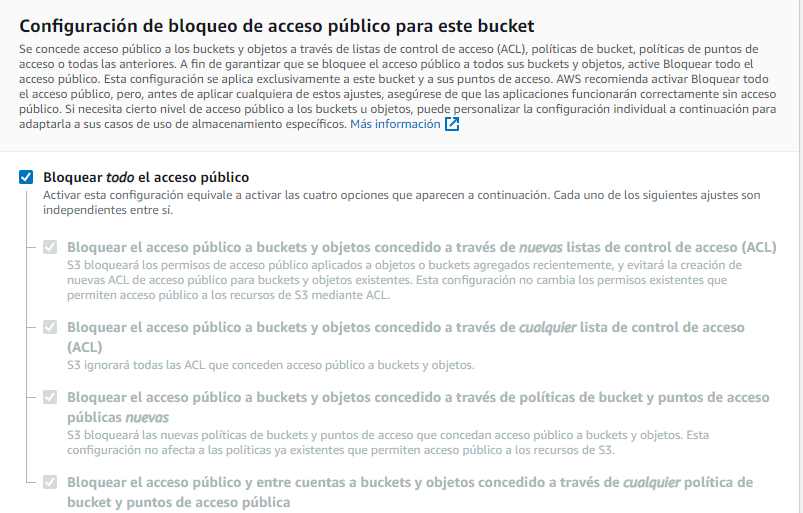 Configuración de bloqueo de acceso público para este bucket
Se concede acceso público a los buckets y objetos a través de listas de control de acceso (ACL), políticas de bucket, políticas de puntos de
acceso o todas las anteriores. A fin de garantizar que se bloquee el acceso público a todos sus buckets y objetos, active Bloquear todo el
acceso público. Esta configuración se aplica exclusivamente a este bucket y a sus puntos de acceso. AWS recomienda activar Bloquear todo
el acceso público, pero, antes de aplicar cualquiera de estos ajustes, asegúrese de que las aplicaciones funcionarán correctamente sin acceso
público. Si necesita cierto nivel de acceso público a los buckets u objetos, puede personalizar la configuración individual a continuación para
adaptarla a sus casos de uso de almacenamiento específicos. Más información
Bloquear todo el acceso público
Activar esta configuración equivale a activar las cuatro opciones que aparecen a continuación. Cada uno de los siguientes ajustes son
independientes entre sí.
Bloquear el acceso público a buckets y objetos concedido a través de nuevas listas de control de acceso (ACL)
S3 bloqueará los permisos de acceso público aplicados a objetos o buckets agregados recientemente, y evitará la creación de
nuevas ACL de acceso público para buckets y objetos existentes. Esta configuración no cambia los permisos existentes que
permiten acceso público a los recursos de S3 mediante ACL.
Bloquear el acceso público a buckets y objetos concedido a través de cualquier lista de control de acceso
(ACL)
S3 ignorará todas las ACL que conceden acceso público a buckets y objetos.
Bloquear el acceso público a buckets y objetos concedido a través de políticas de bucket y puntos de acceso
públicas nuevas
S3 bloqueará las nuevas políticas de buckets y puntos de acceso que concedan acceso público a buckets y objetos. Esta
configuración no afecta a las políticas ya existentes que permiten acceso público a los recursos de S3.
Bloquear el acceso público y entre cuentas a buckets y objetos concedido a través de cualquier política de
bucket y puntos de acceso pública